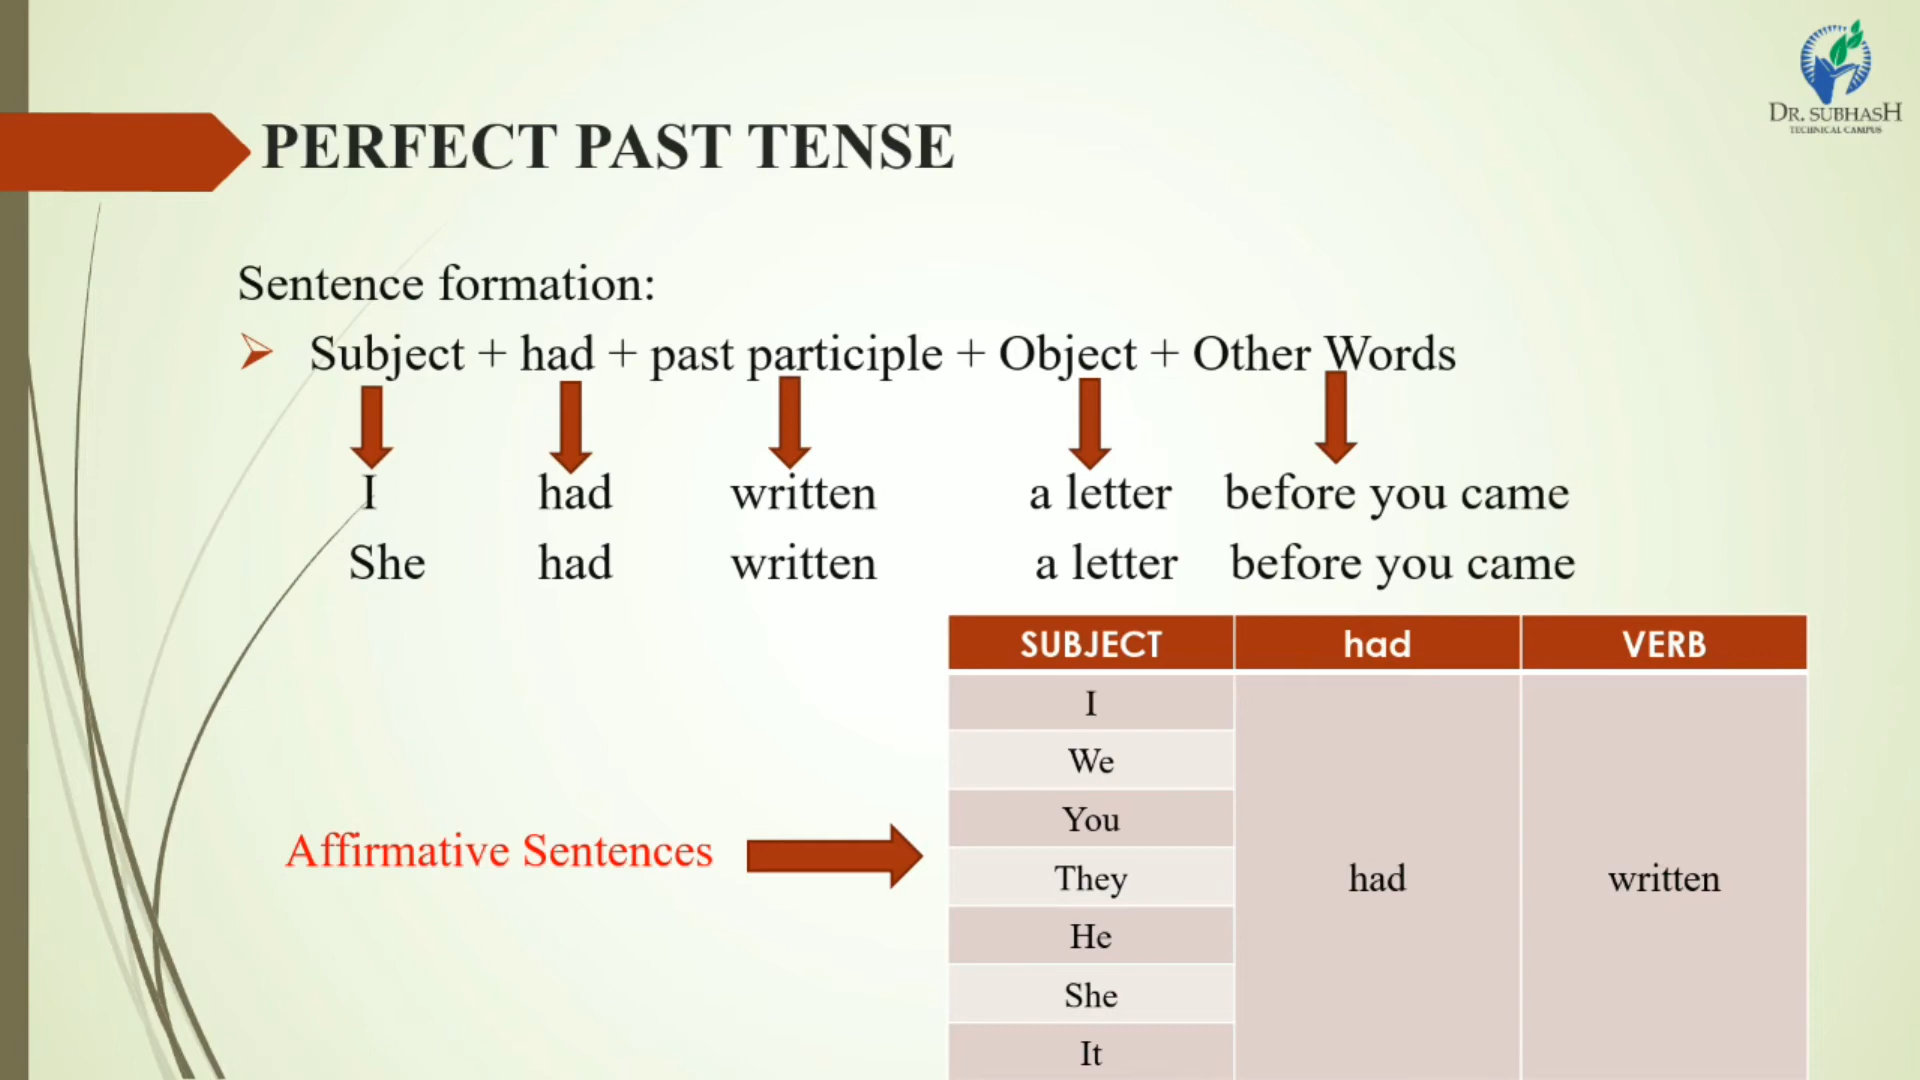 DR. SUBHASH
TECHNICAL CAMPUS
PERFECT PAST TENSE
Sentence formation:
Subject + had + past participle + Object + Other Words
I had written a letter before you came
She had written a letter before you came
SUBJECT had VERB
I
We
You
Affirmative Sentences
They had written
He
She
It